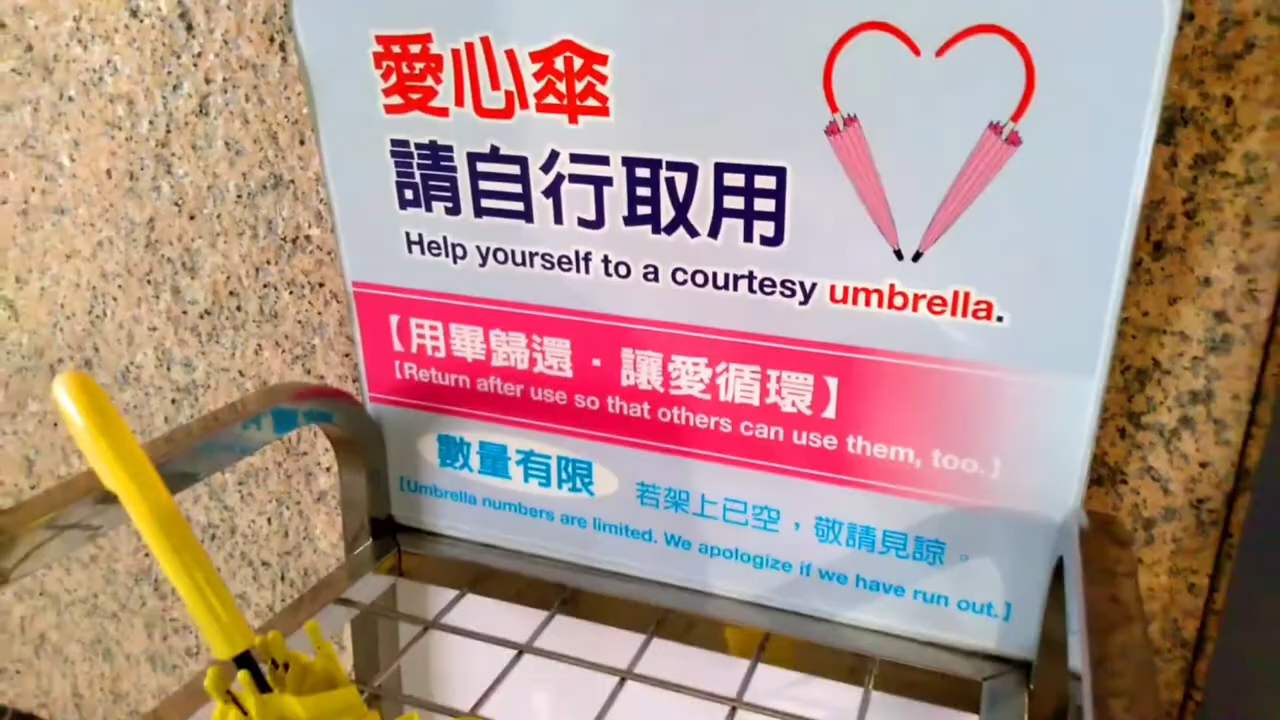 愛心傘
請自行取用
Help yourself to a courtesy umbrella.
【用畢歸還・讓愛循環】
【Return after use so that others can use them, too.】
數量有限 若架上已空，敬請見諒。
【Umbrella numbers are limited. We apologize if we have run out.】